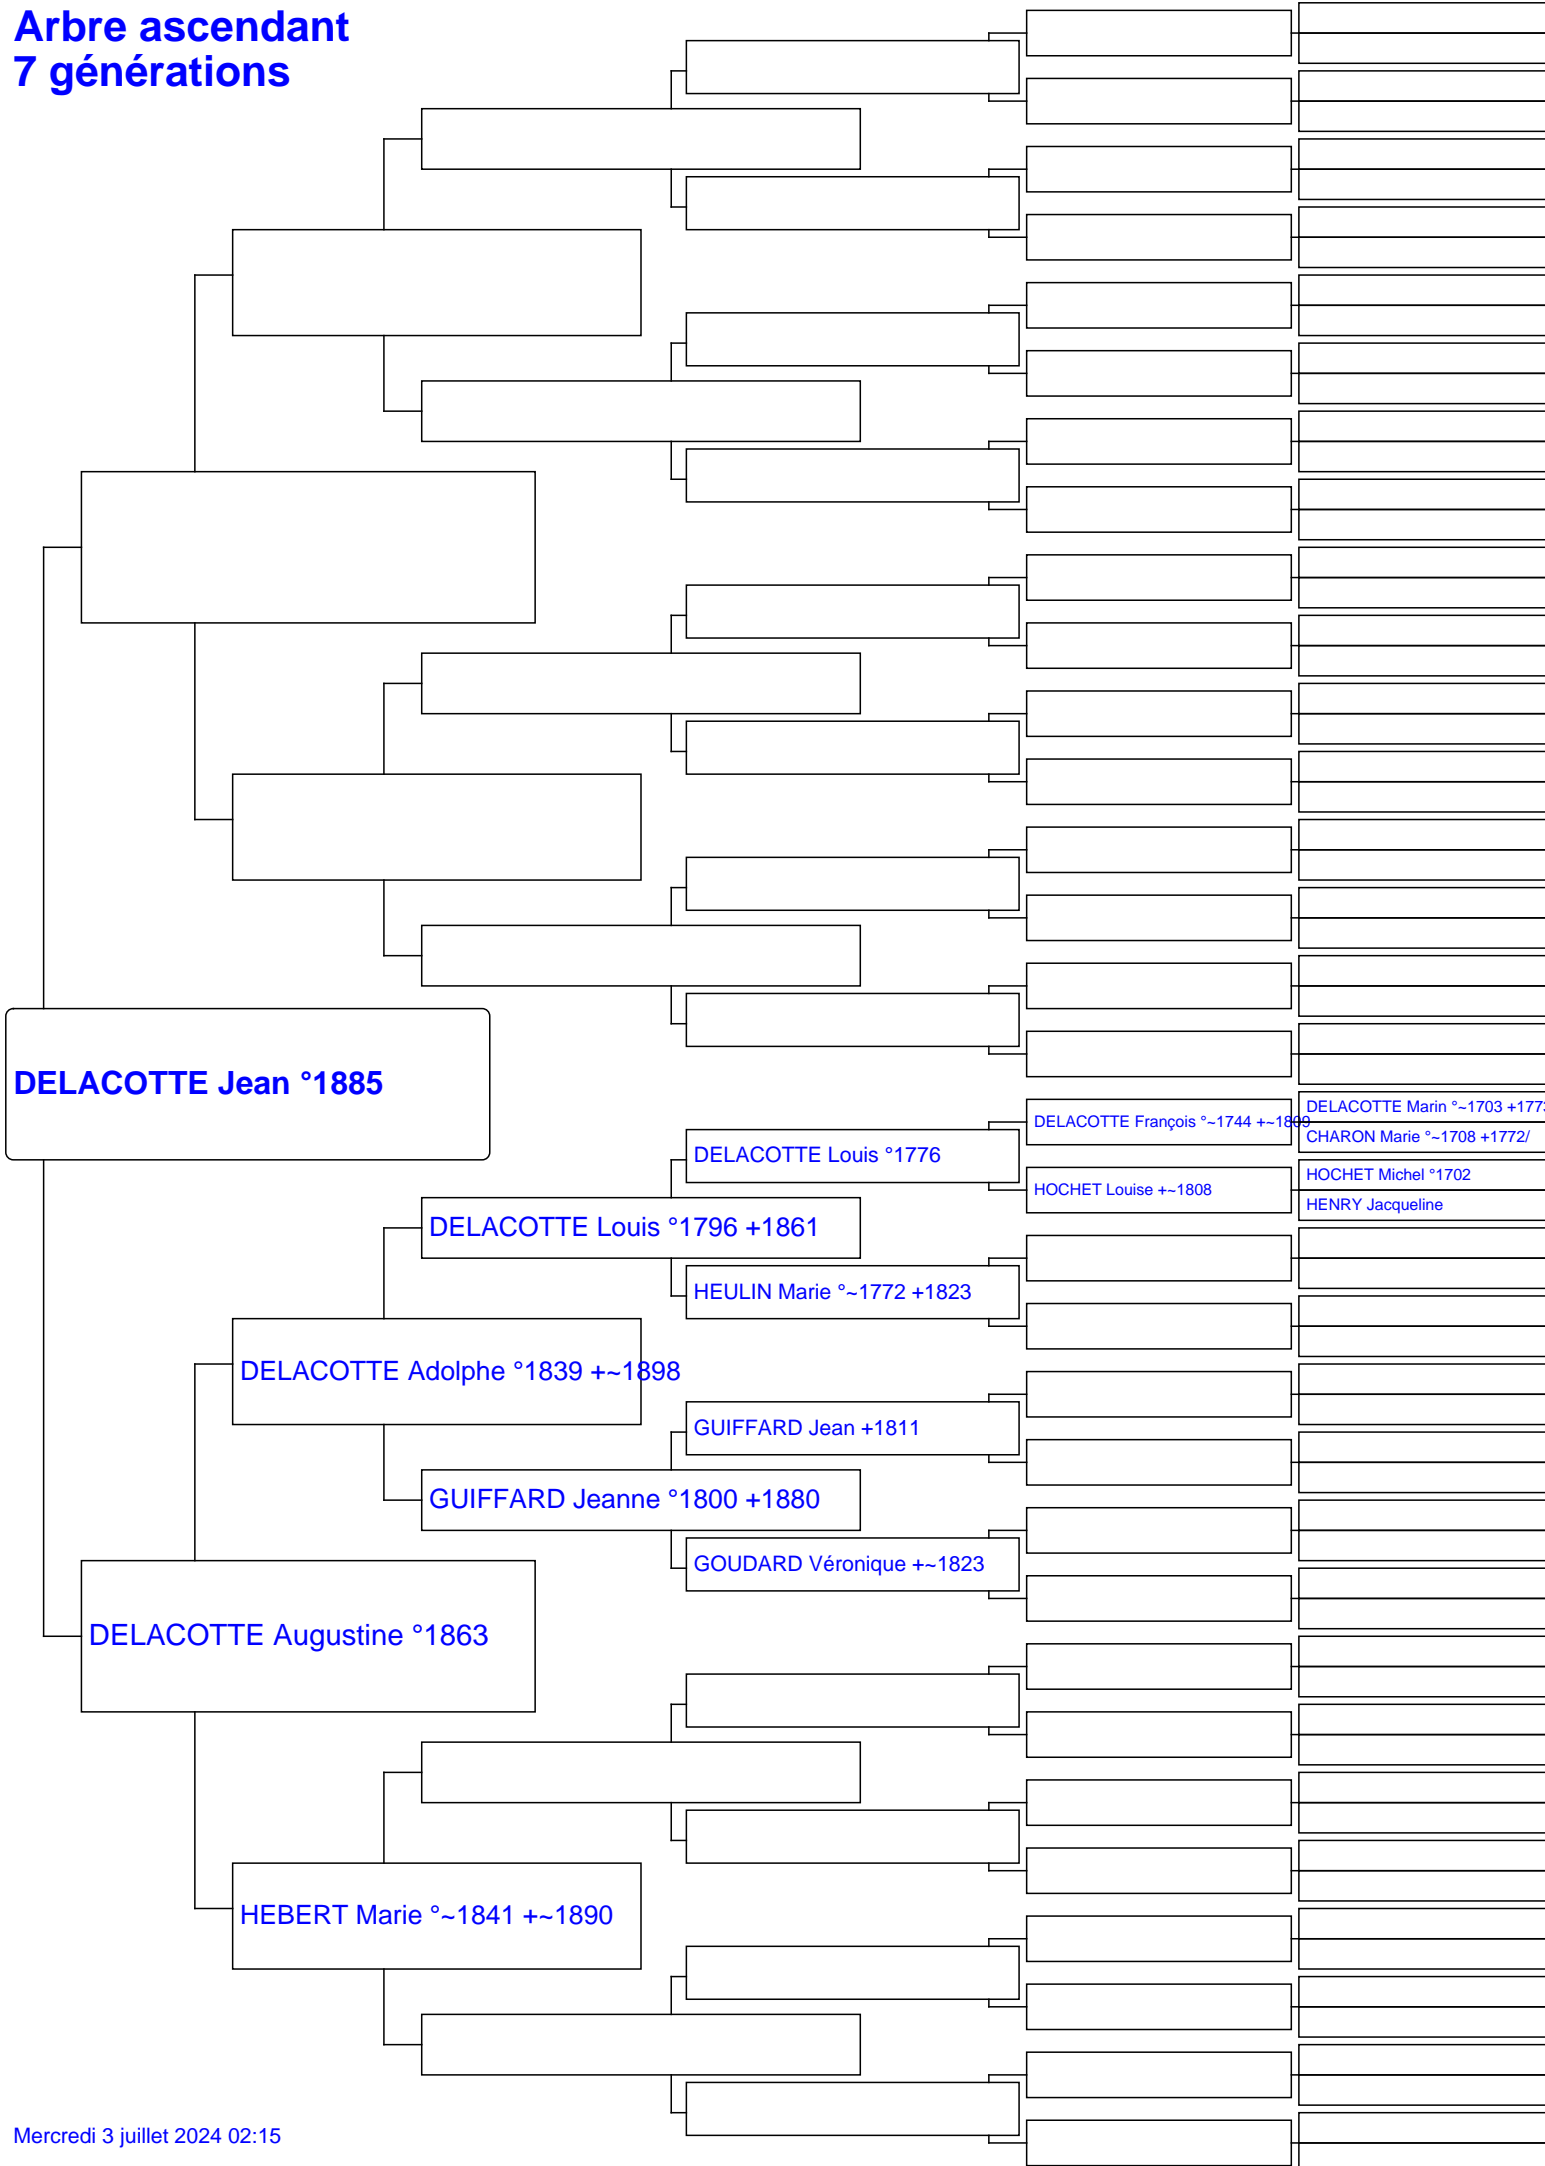 Arbre ascendant
7 générations
DELACOTTE Jean °1885
DELACOTTE Augustine °1863
DELACOTTE Adolphe °1839 +~1898
HEBERT Marie °~1841 +~1890
DELACOTTE Louis °1796 +1861
GUIFFARD Jeanne °1800 +1880
DELACOTTE Louis °1776
HEULIN Marie °~1772 +1823
GUIFFARD Jean +1811
GOUDARD Véronique +~1823
DELACOTTE François °~1744 +~1809
HOCHET Louise +~1808
DELACOTTE Marin °~1703 +1773
CHARON Marie °~1708 +1772/
HOCHET Michel °1702
HENRY Jacqueline
Mercredi 3 juillet 2024 02:15